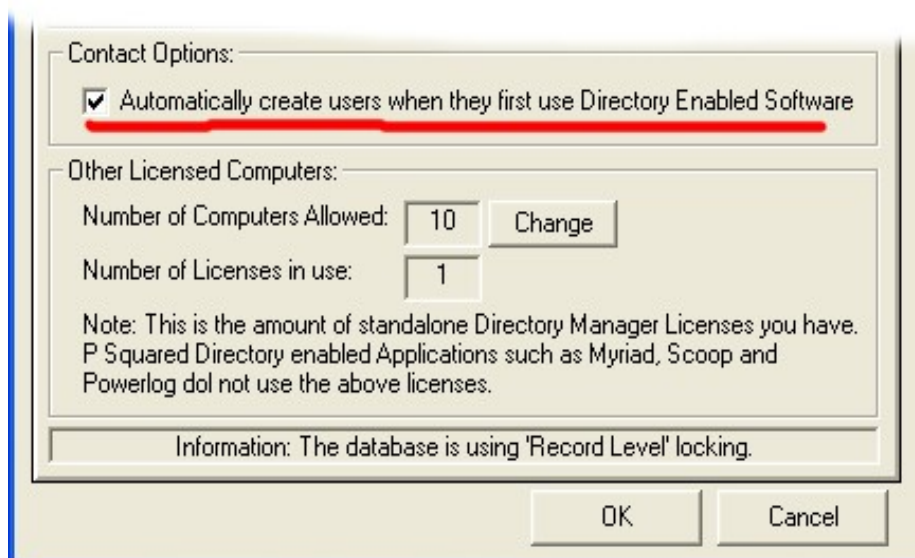 Contact Options:
Automatically create users when they first use Directory Enabled Software
Other Licensed Computers:
Number of Computers Allowed: 10 Change
Number of Licenses in use: 1
Note: This is the amount of standalone Directory Manager Licenses you have.
P Squared Directory enabled Applications such as Myriad, Scoop and
Powerlog dol not use the above licenses.
Information: The database is using 'Record Level' locking.
OK Cancel